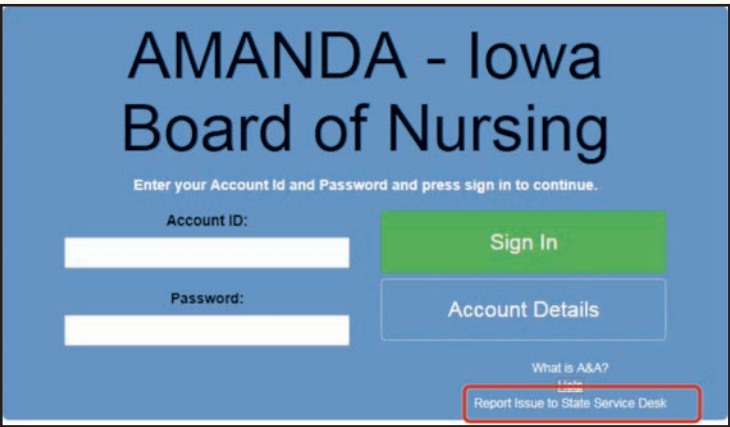 AMANDA - Iowa
Board of Nursing
Enter your Account Id and Password and press sign in to continue.
Account ID:
Sign In
Password:
Account Details
What is A&A?
Help
Report Issue to State Service Desk